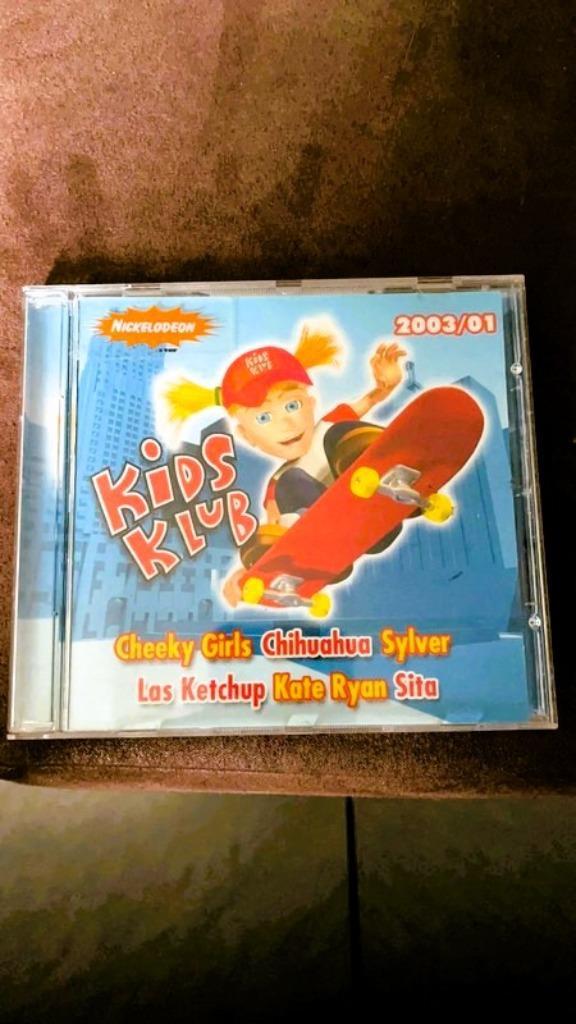 NICKELODEON
2003/01
KIDS KLUB
KIDS
KLUB
Cheeky Girls Chihuahua Sylver
Las Ketchup Kate Ryan Sita